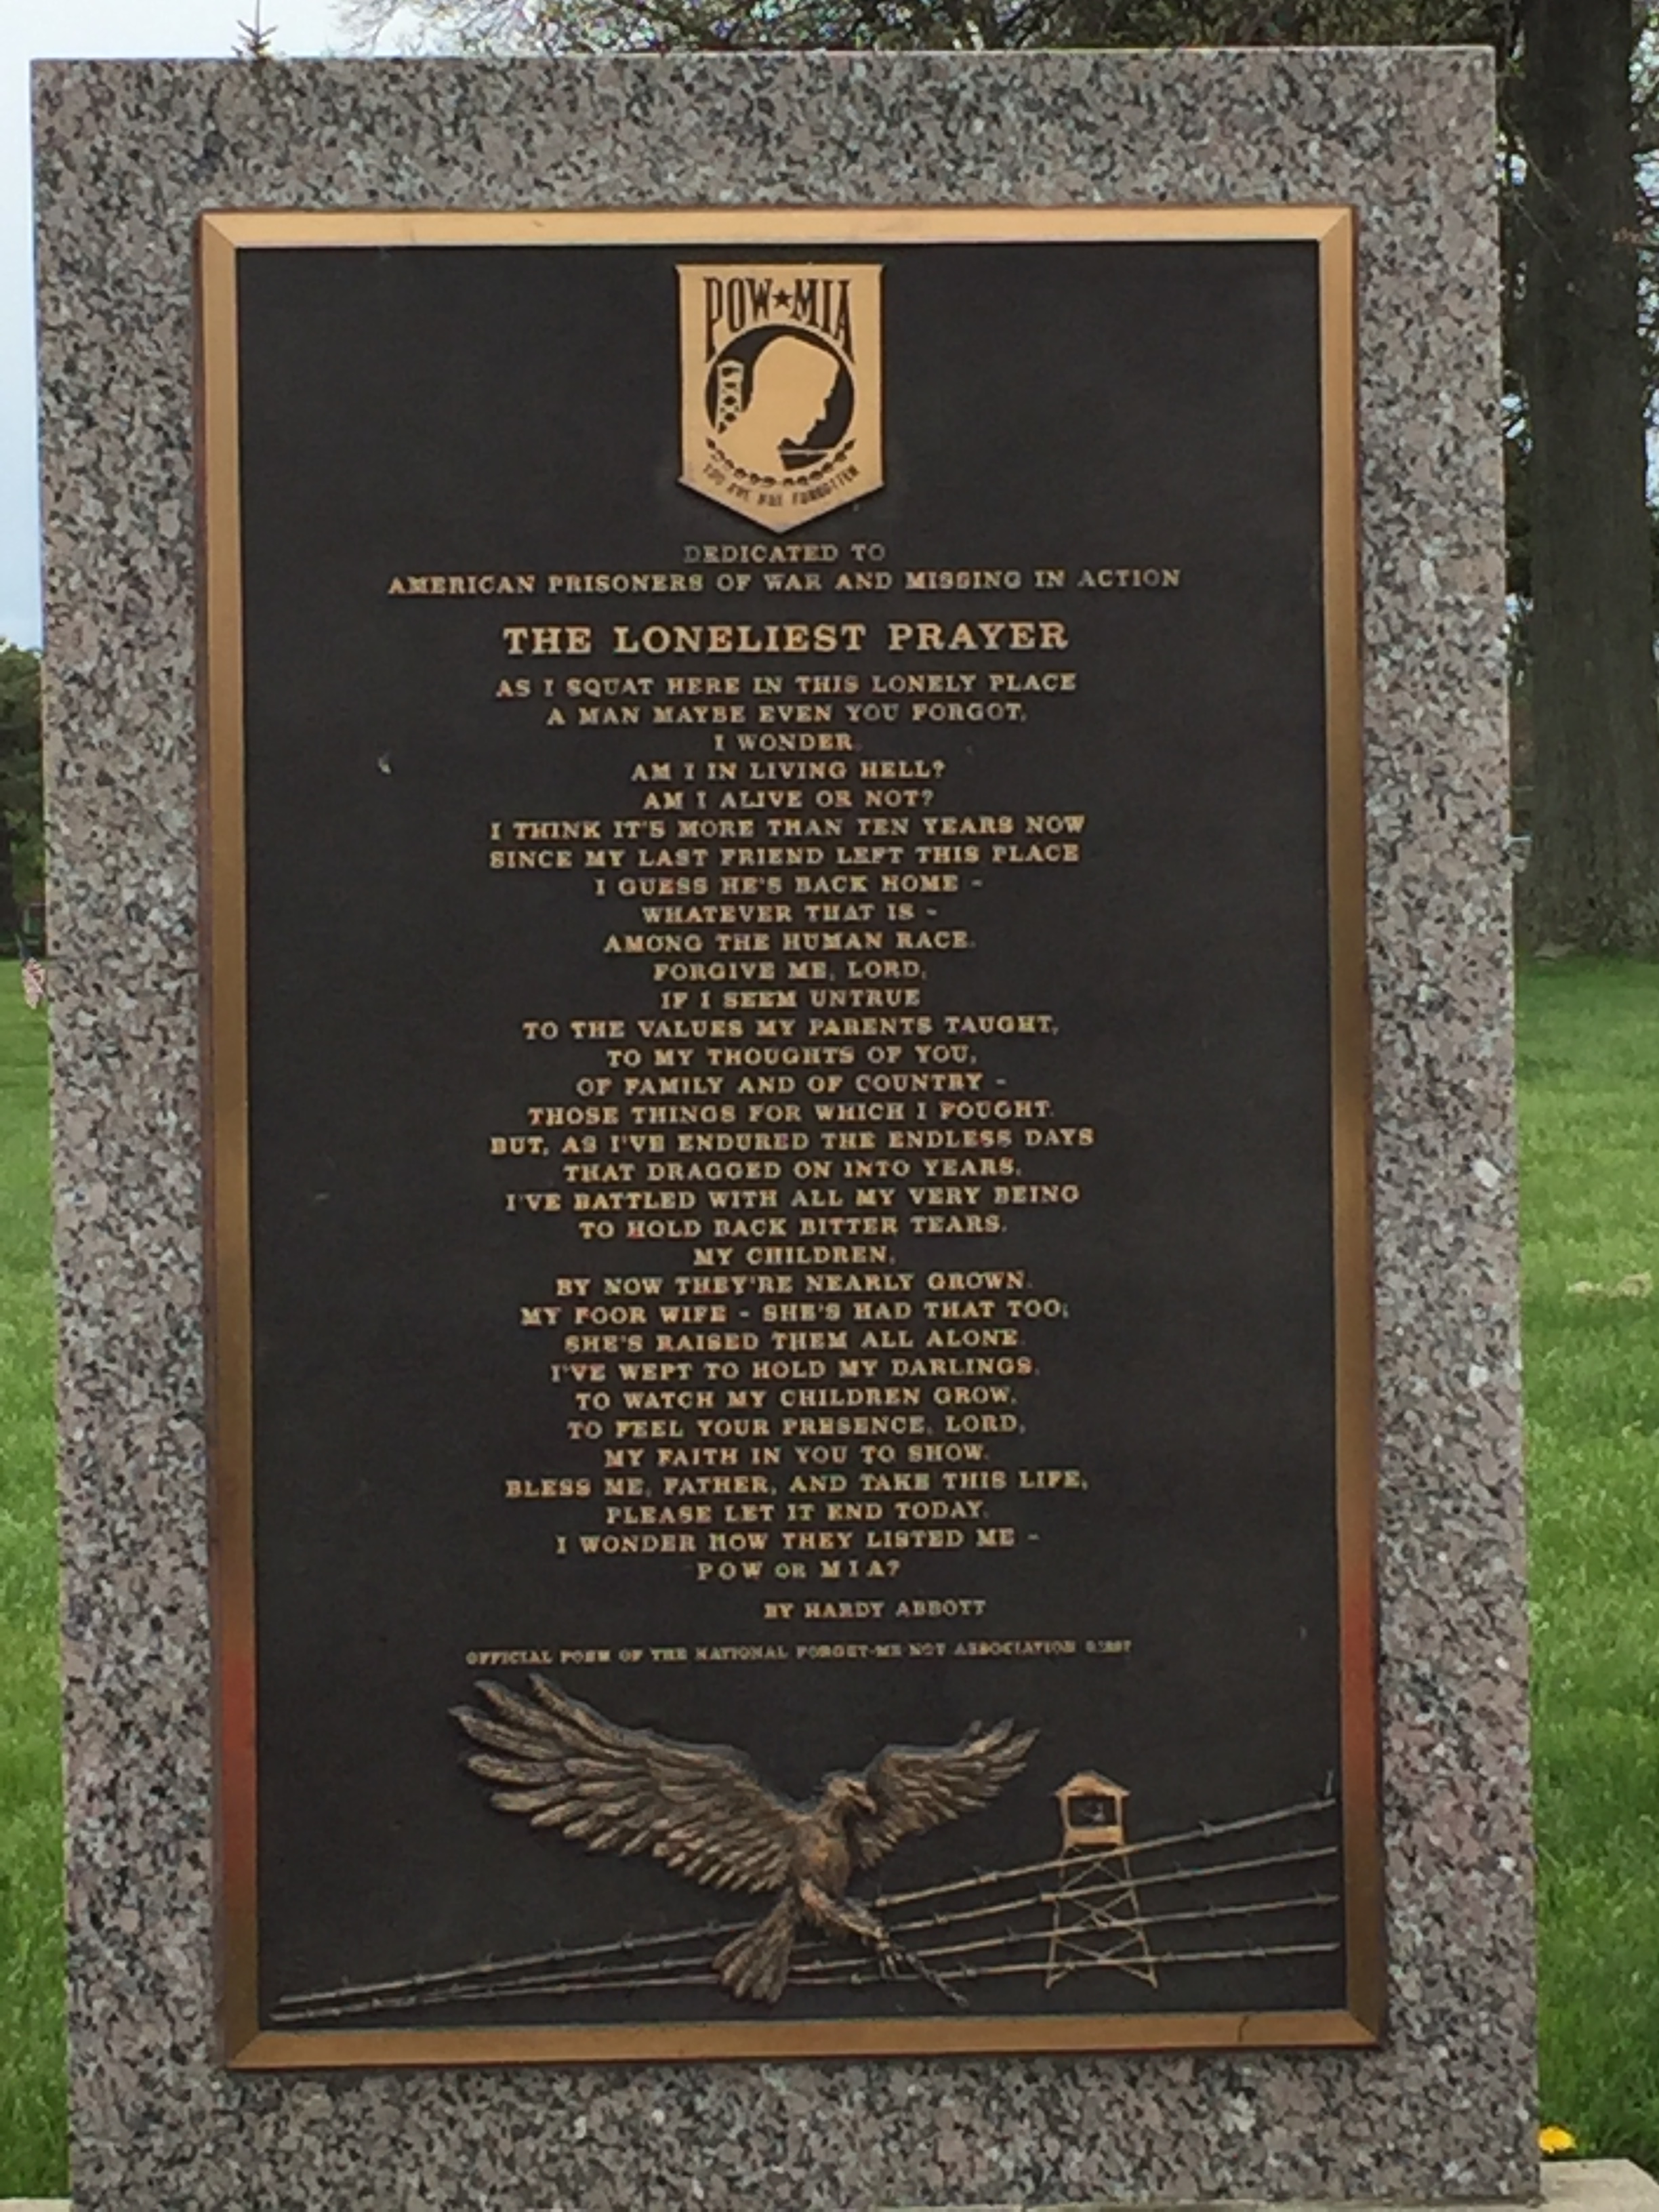 POW★MIA
YOU ARE NOT FORGOTTEN
DEDICATED TO
AMERICAN PRISONERS OF WAR AND MISSING IN ACTION
THE LONELIEST PRAYER
AS I SQUAT HERE IN THIS LONELY PLACE
A MAN MAYBE EVEN YOU FORGOT,
I WONDER.
AM I IN LIVING HELL?
AM I ALIVE OR NOT?
I THINK IT'S MORE THAN TEN YEARS NOW
SINCE MY LAST FRIEND LEFT THIS PLACE
I GUESS HE'S BACK HOME -
WHATEVER THAT IS -
AMONG THE HUMAN RACE.
FORGIVE ME, LORD,
IF I SEEM UNTRUE
TO THE VALUES MY PARENTS TAUGHT,
TO MY THOUGHTS OF YOU,
OF FAMILY AND OF COUNTRY -
THOSE THINGS FOR WHICH I FOUGHT.
BUT, AS I'VE ENDURED THE ENDLESS DAYS
THAT DRAGGED ON INTO YEARS,
I'VE BATTLED WITH ALL MY VERY BEING
TO HOLD BACK BITTER TEARS.
MY CHILDREN,
BY NOW THEY'RE NEARLY GROWN.
MY POOR WIFE - SHE'S HAD THAT TOO;
SHE'S RAISED THEM ALL ALONE.
I'VE WEPT TO HOLD MY DARLINGS,
TO WATCH MY CHILDREN GROW,
TO FEEL YOUR PRESENCE, LORD,
MY FAITH IN YOU TO SHOW.
BLESS ME, FATHER, AND TAKE THIS LIFE,
PLEASE LET IT END TODAY.
I WONDER HOW THEY LISTED ME -
POW OR MIA?
BY HARDY ABBOTT
OFFICIAL POEM OF THE NATIONAL FORGET-ME-NOT ASSOCIATION